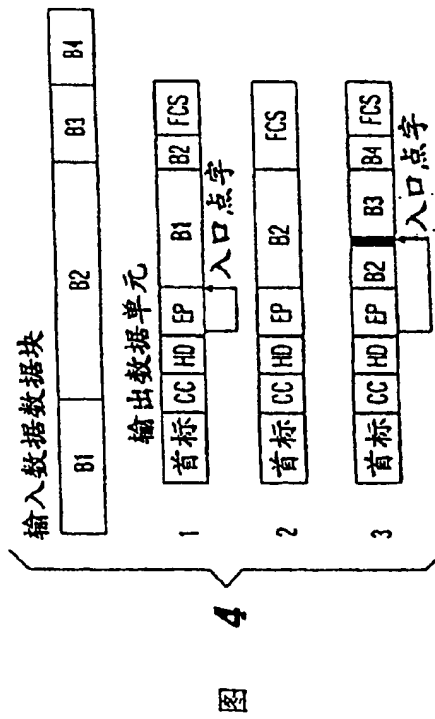 输入数据数据块
B1 B2 B3 B4
输出数据单元
1 首标 CC HD EP B1 B2 FCS
入口点字
2 首标 CC HD EP B2 FCS
3 首标 CC HD EP B2 B3 B4 FCS
入口点字
图 4